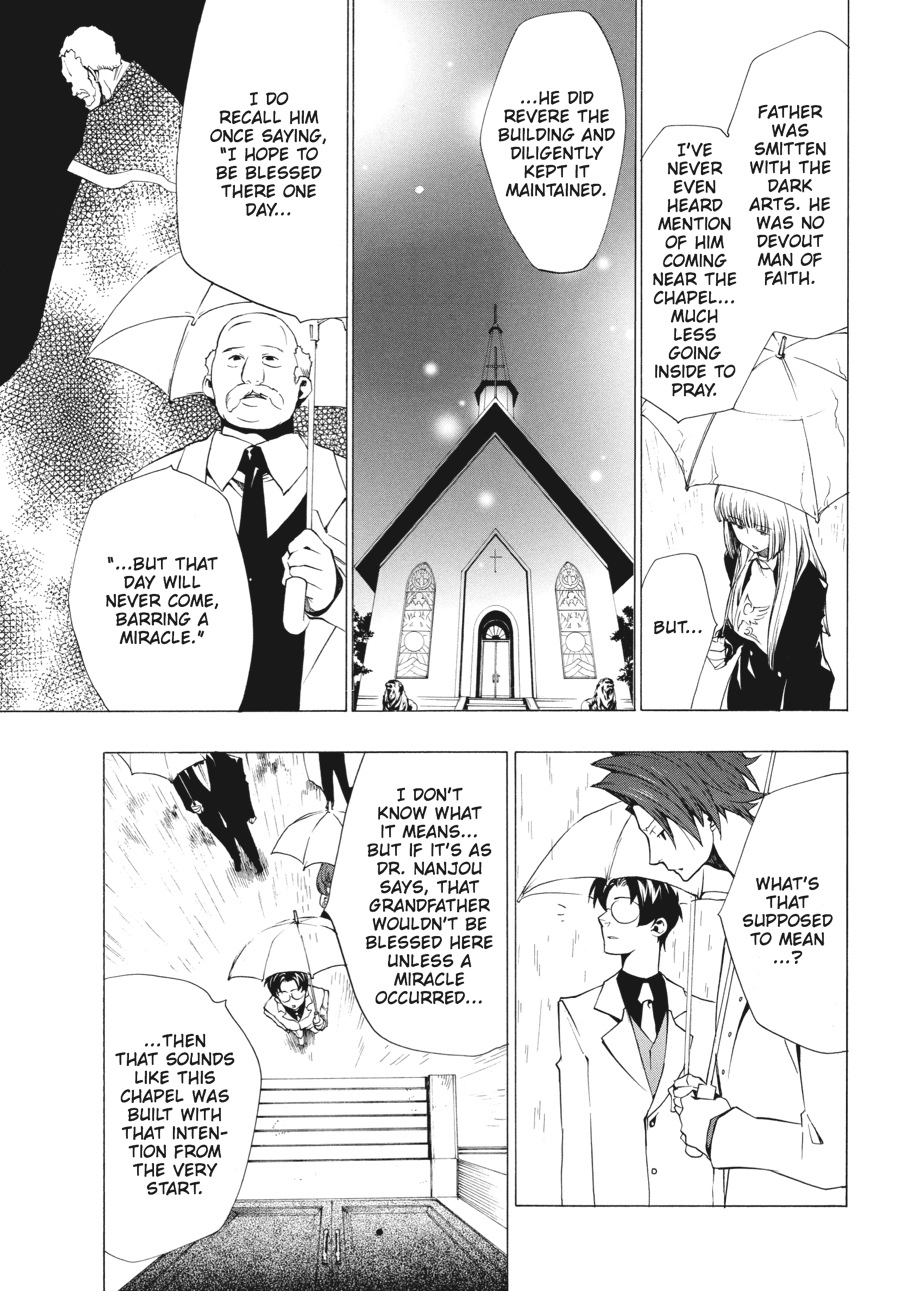 FATHER
WAS
SMITTEN
WITH THE
DARK
ARTS. HE
WAS NO
DEVOUT
MAN OF
FAITH.
I'VE
NEVER
EVEN
HEARD
MENTION
OF HIM
COMING
NEAR THE
CHAPEL...
MUCH
LESS
GOING
INSIDE TO
PRAY.
BUT...
...HE DID
REVERE THE
BUILDING AND
DILIGENTLY
KEPT IT
MAINTAINED.
I DO
RECALL HIM
ONCE SAYING,
"I HOPE TO
BE BLESSED
THERE ONE
DAY...
"...BUT THAT
DAY WILL
NEVER COME,
BARRING A
MIRACLE."
WHAT'S
THAT
SUPPOSED
TO MEAN
...?
I DON'T
KNOW WHAT
IT MEANS...
BUT IF IT'S AS
DR. NANJOU
SAYS, THAT
GRANDFATHER
WOULDN'T BE
BLESSED HERE
UNLESS A
MIRACLE
OCCURRED...
...THEN
THAT SOUNDS
LIKE THIS
CHAPEL WAS
BUILT WITH
THAT INTEN-
TION FROM
THE VERY
START.